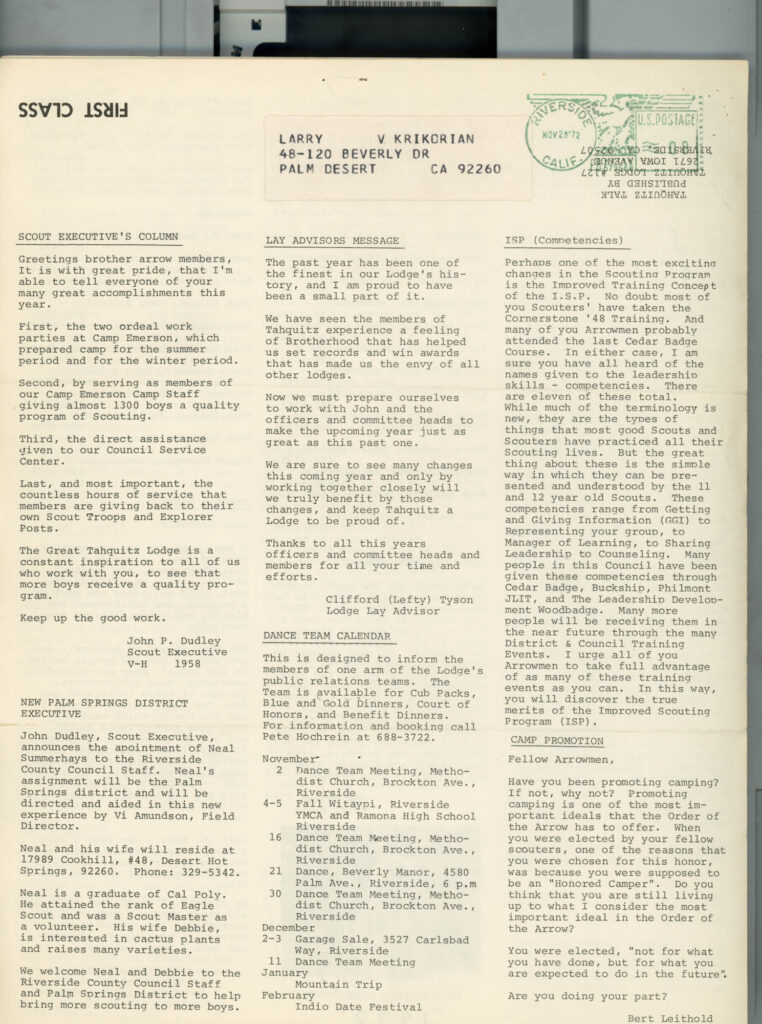 FIRST CLASS
LARRY V KRIKORIAN
48-120 BEVERLY DR
PALM DESERT CA 92260
RIVERSIDE
NOV 28 '72
CALIF.
U.S. POSTAGE
TAHQUITZ TALK
PUBLISHED BY
TAHQUITZ LODGE #127
2671 IOWA AVENUE
RIVERSIDE CA 92507
SCOUT EXECUTIVE'S COLUMN
Greetings brother arrow members,
It is with great pride, that I'm
able to tell everyone of your
many great accomplishments this
year.
First, the two ordeal work
parties at Camp Emerson, which
prepared camp for the summer
period and for the winter period.
Second, by serving as members of
our Camp Emerson Camp Staff
giving almost 1300 boys a quality
program of Scouting.
Third, the direct assistance
given to our Council Service
Center.
Last, and most important, the
countless hours of service that
members are giving back to their
own Scout Troops and Explorer
Posts.
The Great Tahquitz Lodge is a
constant inspiration to all of us
who work with you, to see that
more boys receive a quality pro-
gram.
Keep up the good work.
John P. Dudley
Scout Executive
V-H 1958
NEW PALM SPRINGS DISTRICT
EXECUTIVE
John Dudley, Scout Executive,
announces the apointment of Neal
Summerhays to the Riverside
County Council Staff. Neal's
assignment will be the Palm
Springs district and will be
directed and aided in this new
experience by Vi Amundson, Field
Director.
Neal and his wife will reside at
17989 Cookhill, #48, Desert Hot
Springs, 92260. Phone: 329-5342.
Neal is a graduate of Cal Poly.
He attained the rank of Eagle
Scout and was a Scout Master as
a volunteer. His wife Debbie,
is interested in cactus plants
and raises many varieties.
We welcome Neal and Debbie to the
Riverside County Council Staff
and Palm Springs District to help
bring more scouting to more boys.
LAY ADVISORS MESSAGE
The past year has been one of
the finest in our Lodge's his-
tory, and I am proud to have
been a small part of it.
We have seen the members of
Tahquitz experience a feeling
of Brotherhood that has helped
us set records and win awards
that has made us the envy of all
other lodges.
Now we must prepare ourselves
to work with John and the
officers and committee heads to
make the upcoming year just as
great as this past one.
We are sure to see many changes
this coming year and only by
working together closely will
we truly benefit by those
changes, and keep Tahquitz a
Lodge to be proud of.
Thanks to all this years
officers and committee heads and
members for all your time and
efforts.
Clifford (Lefty) Tyson
Lodge Lay Advisor
DANCE TEAM CALENDAR
This is designed to inform the
members of one arm of the Lodge's
public relations teams. The
Team is available for Cub Packs,
Blue and Gold Dinners, Court of
Honors, and Benefit Dinners.
For information and booking call
Pete Hochrein at 688-3722.
November
2 Dance Team Meeting, Metho-
dist Church, Brockton Ave.,
Riverside
4-5 Fall Witaypi, Riverside
YMCA and Ramona High School
Riverside
16 Dance Team Meeting, Metho-
dist Church, Brockton Ave.,
Riverside
21 Dance, Beverly Manor, 4580
Palm Ave., Riverside, 6 p.m
30 Dance Team Meeting, Metho-
dist Church, Brockton Ave.,
Riverside
December
2-3 Garage Sale, 3527 Carlsbad
Way, Riverside
11 Dance Team Meeting
January
Mountain Trip
February
Indio Date Festival
ISP (Competencies)
Perhaps one of the most exciting
changes in the Scouting Program
is the Improved Training Concept
of the I.S.P. No doubt most of
you Scouters' have taken the
Cornerstone '48 Training. And
many of you Arrowmen probably
attended the last Cedar Badge
Course. In either case, I am
sure you have all heard of the
names given to the leadership
skills - competencies. There
are eleven of these total.
While much of the terminology is
new, they are the types of
things that most good Scouts and
Scouters have practiced all their
Scouting lives. But the great
thing about these is the simple
way in which they can be pre-
sented and understood by the 11
and 12 year old Scouts. These
competencies range from Getting
and Giving Information (GGI) to
Representing your group, to
Manager of Learning, to Sharing
Leadership to Counseling. Many
people in this Council have been
given these competencies through
Cedar Badge, Buckship, Philmont
JLIT, and The Leadership Develop-
ment Woodbadge. Many more
people will be receiving them in
the near future through the many
District & Council Training
Events. I urge all of you
Arrowmen to take full advantage
of as many of these training
events as you can. In this way,
you will discover the true
merits of the Improved Scouting
Program (ISP).
CAMP PROMOTION
Fellow Arrowmen,
Have you been promoting camping?
If not, why not? Promoting
camping is one of the most im-
portant ideals that the Order of
the Arrow has to offer. When
you were elected by your fellow
scouters, one of the reasons that
you were chosen for this honor,
was because you were supposed to
be an "Honored Camper". Do you
think that you are still living
up to what I consider the most
important ideal in the Order of
the Arrow?
You were elected, "not for what
you have done, but for what you
are expected to do in the future".
Are you doing your part?
Bert Leithold